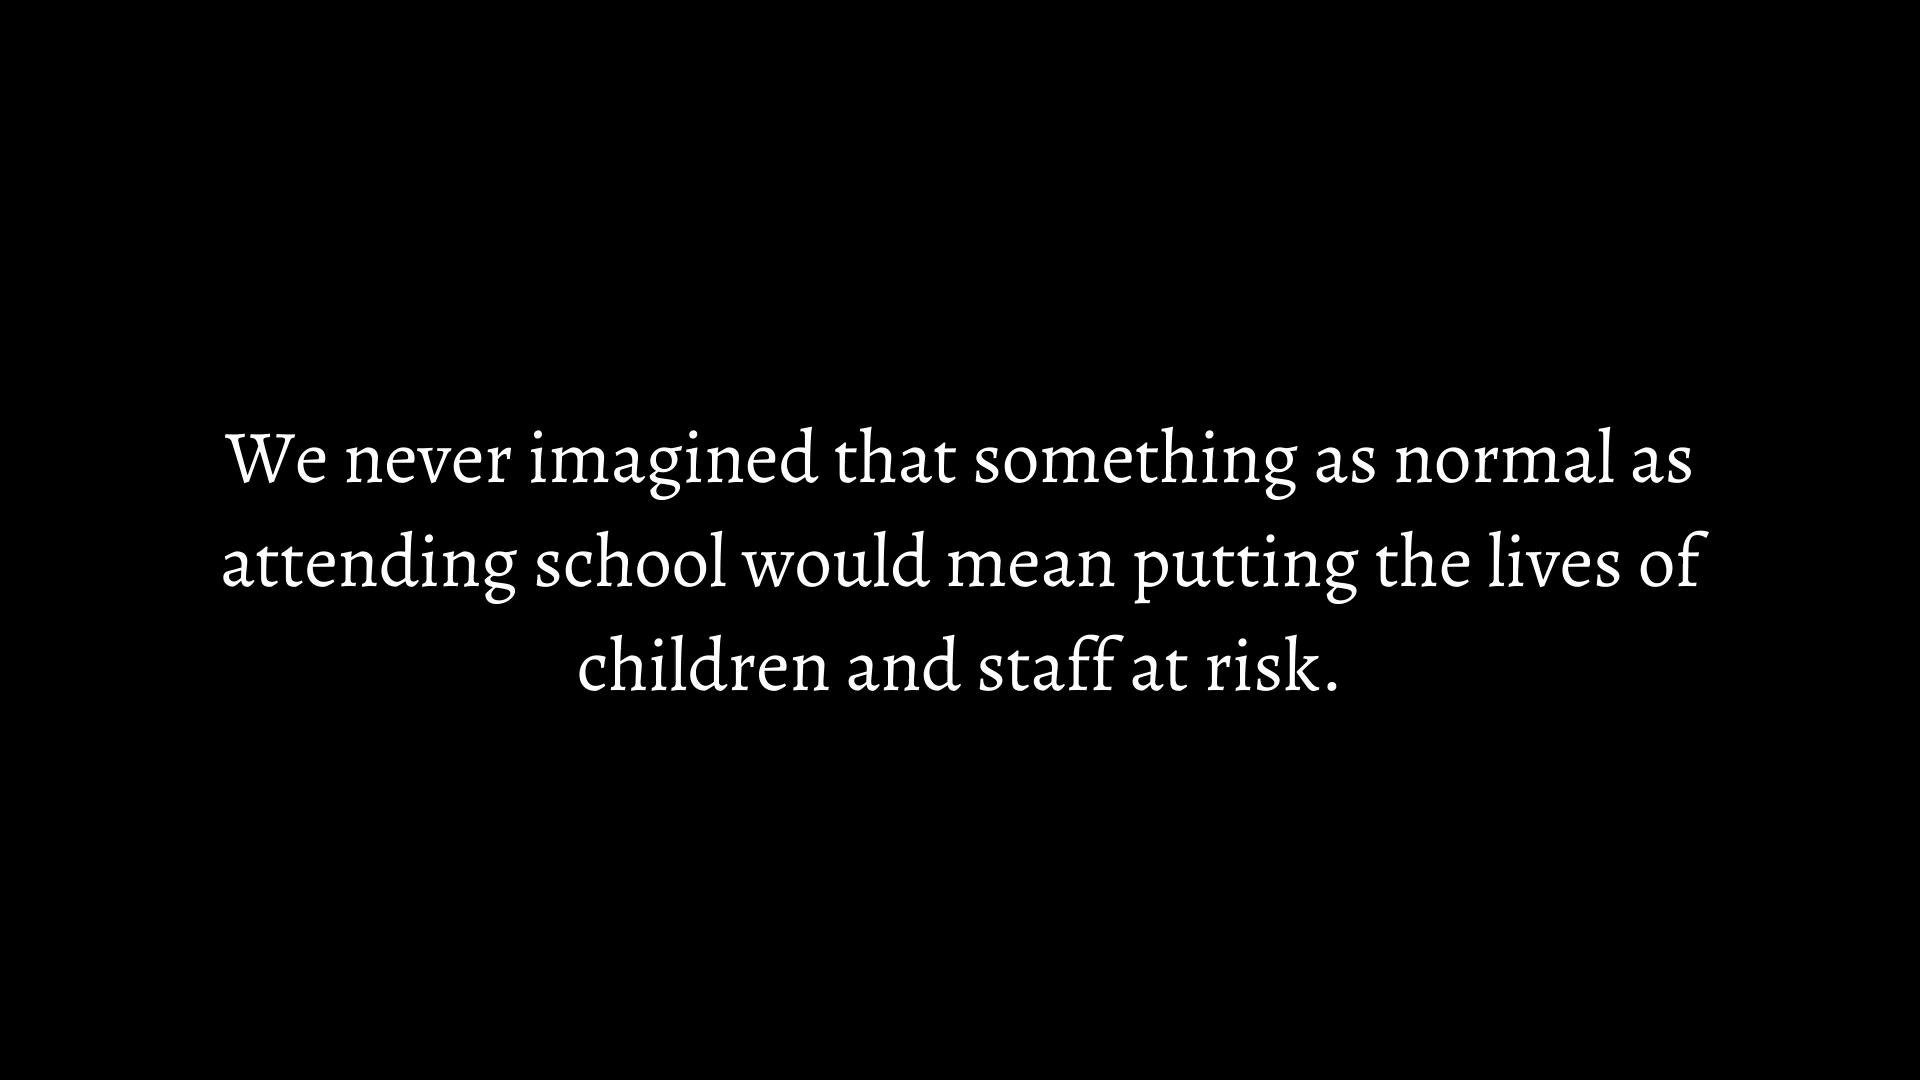 We never imagined that something as normal as
attending school would mean putting the lives of
children and staff at risk.